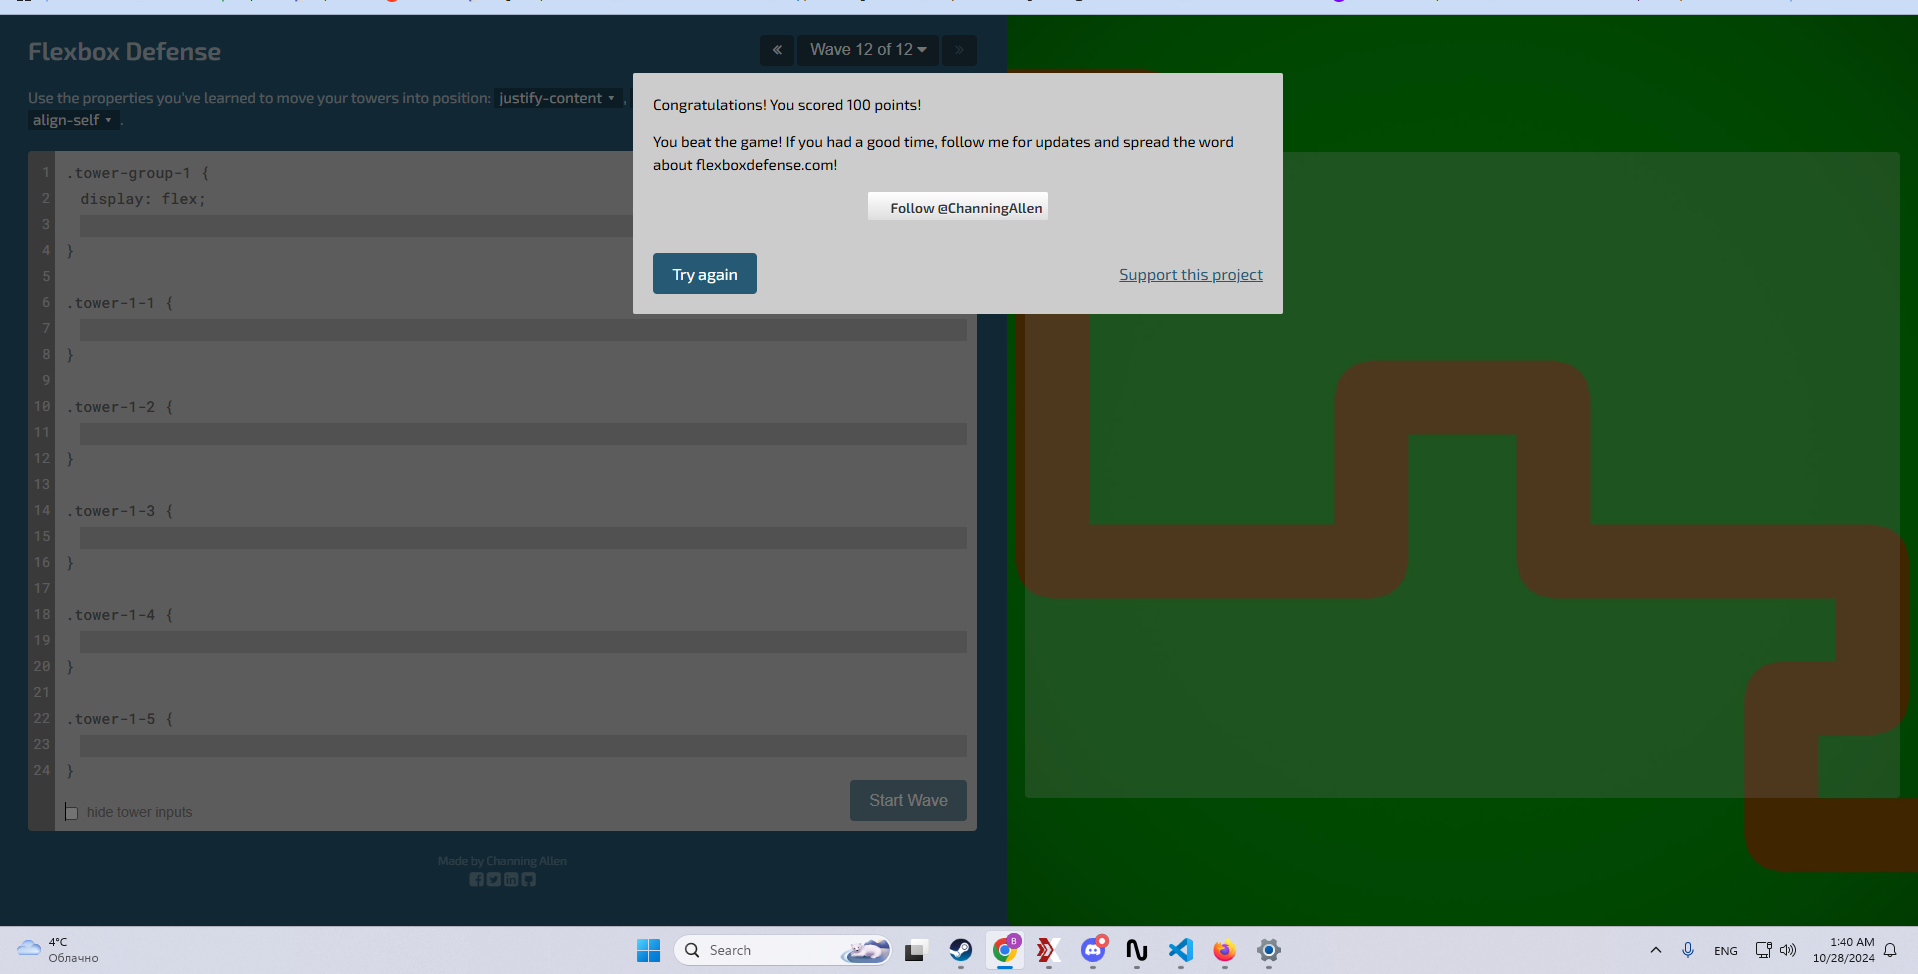 Flexbox Defense
« Wave 12 of 12 »
Use the properties you've learned to move your towers into position: justify-content ,
align-self .
Congratulations! You scored 100 points!
You beat the game! If you had a good time, follow me for updates and spread the word
about flexboxdefense.com!
Follow @ChanningAllen
Try again
Support this project
1 .tower-group-1 {
2 display: flex;
3
4 }
5
6 .tower-1-1 {
7
8 }
9
10 .tower-1-2 {
11
12 }
13
14 .tower-1-3 {
15
16 }
17
18 .tower-1-4 {
19
20 }
21
22 .tower-1-5 {
23
24 }
hide tower inputs
Start Wave
Made by Channing Allen
4°C
Облачно
Search
ENG
1:40 AM
10/28/2024